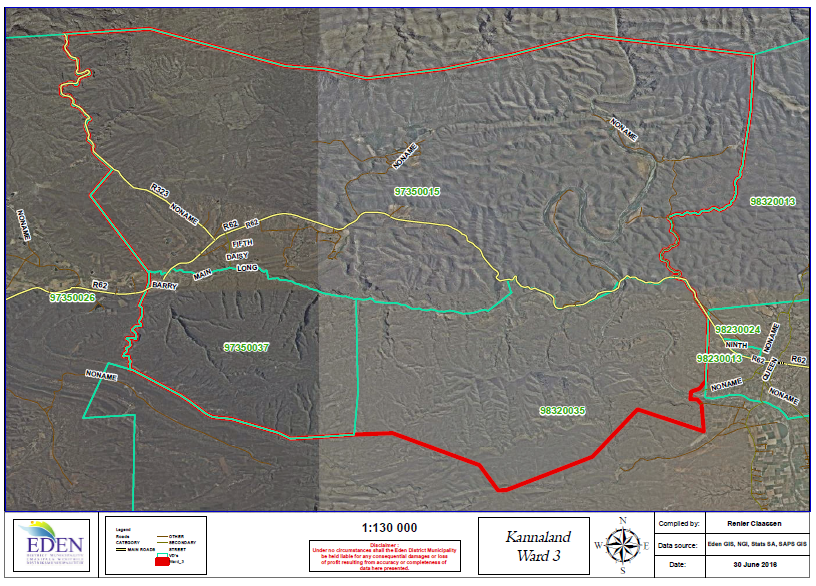 NONAME
NONAME
97350015
98320013
R323
NONAME
NONAME
R62
R62
FIFTH
DAISY
MAIN
LONG
R62
BARRY
97350026
97350037
NONAME
98230024
NINTH
NONAME
98230013
R62
R62
QUEEN
NONAME
NONAME
98320035
EDEN
1:130 000
Disclaimer :
Under no circumstances shall the Eden District Municipality
be held liable for any consequential damages or loss
of profit resulting from accuracy or completeness of
data here presented.
Legend
Roads
CATEGORY
MAIN ROADS
OTHER
SECONDARY
STREET
VD's
Ward_3
Kannaland
Ward 3
N
W
E
S
Compiled by:
Renier Claassen
Data source:
Eden GIS, NGI, Stats SA, SAPS GIS
Date:
30 June 2016